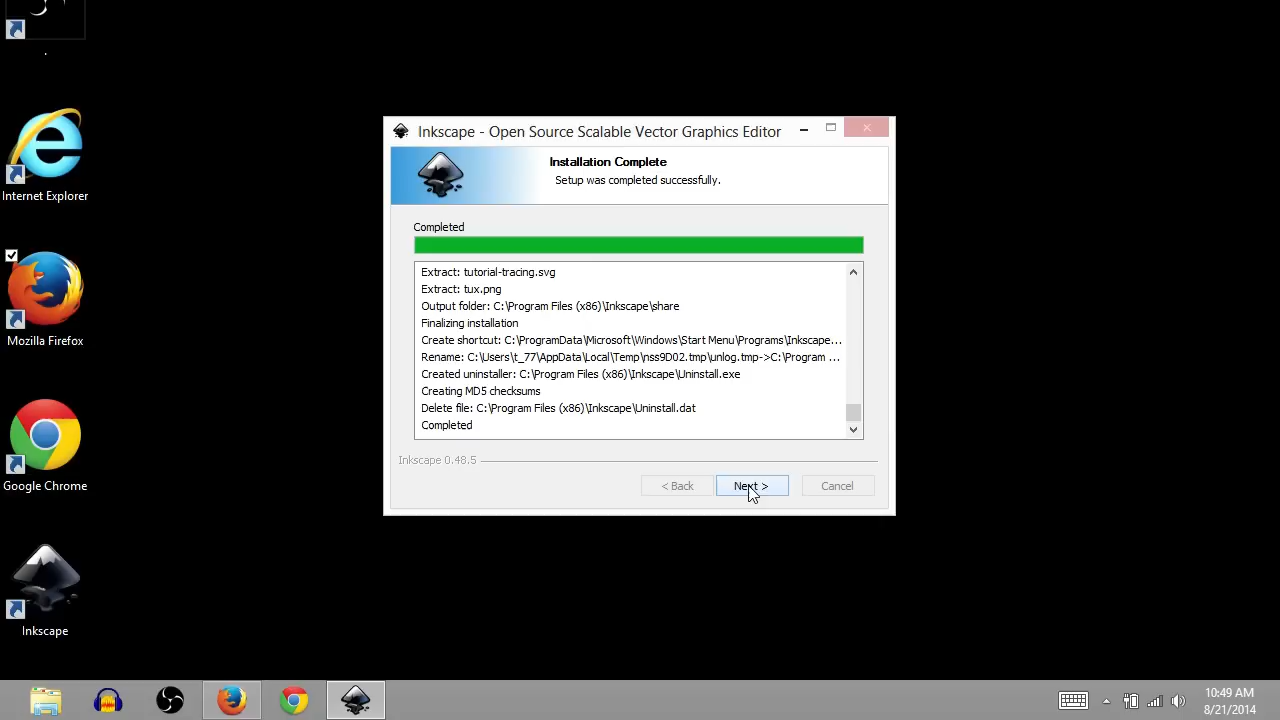 .
Internet Explorer
Mozilla Firefox
Google Chrome
Inkscape
Inkscape - Open Source Scalable Vector Graphics Editor
Installation Complete
Setup was completed successfully.
Completed
Extract: tutorial-tracing.svg
Extract: tux.png
Output folder: C:\Program Files (x86)\Inkscape\share
Finalizing installation
Create shortcut: C:\ProgramData\Microsoft\Windows\Start Menu\Programs\Inkscape...
Rename: C:\Users\t_77\AppData\Local\Temp\nss9D02.tmp\unlog.tmp->C:\Program ...
Created uninstaller: C:\Program Files (x86)\Inkscape\Uninstall.exe
Creating MD5 checksums
Delete file: C:\Program Files (x86)\Inkscape\Uninstall.dat
Completed
Inkscape 0.48.5
< Back
Next >
Cancel
10:49 AM
8/21/2014